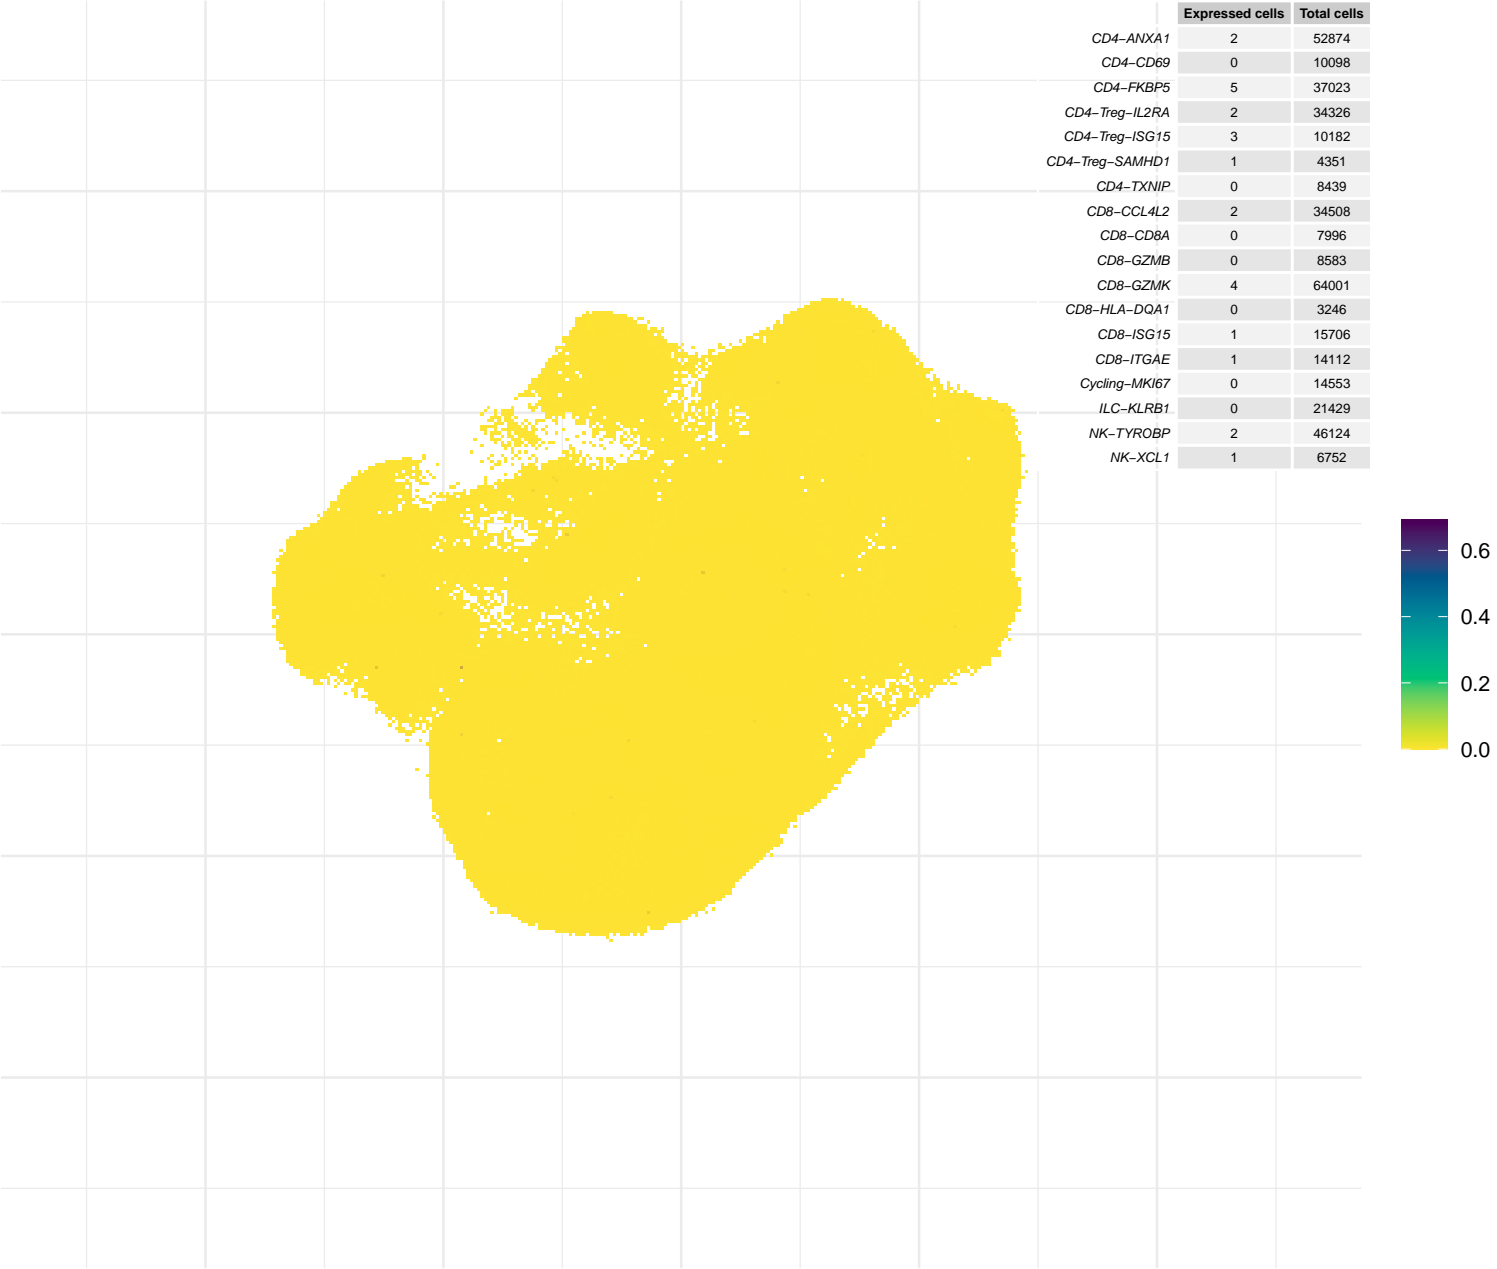 Expressed cells Total cells
CD4−ANXA1 2 52874
CD4−CD69 0 10098
CD4−FKBP5 5 37023
CD4−Treg−IL2RA 2 34326
CD4−Treg−ISG15 3 10182
CD4−Treg−SAMHD1 1 4351
CD4−TXNIP 0 8439
CD8−CCL4L2 2 34508
CD8−CD8A 0 7996
CD8−GZMB 0 8583
CD8−GZMK 4 64001
CD8−HLA−DQA1 0 3246
CD8−ISG15 1 15706
CD8−ITGAE 1 14112
Cycling−MKI67 0 14553
ILC−KLRB1 0 21429
NK−TYROBP 2 46124
NK−XCL1 1 6752
0.6
0.4
0.2
0.0